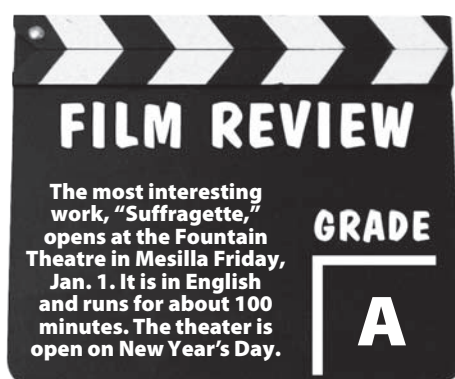 FILM REVIEW
The most interesting
work, “Suffragette,”
opens at the Fountain
Theatre in Mesilla Friday,
Jan. 1. It is in English
and runs for about 100
minutes. The theater is
open on New Year’s Day.
GRADE
A